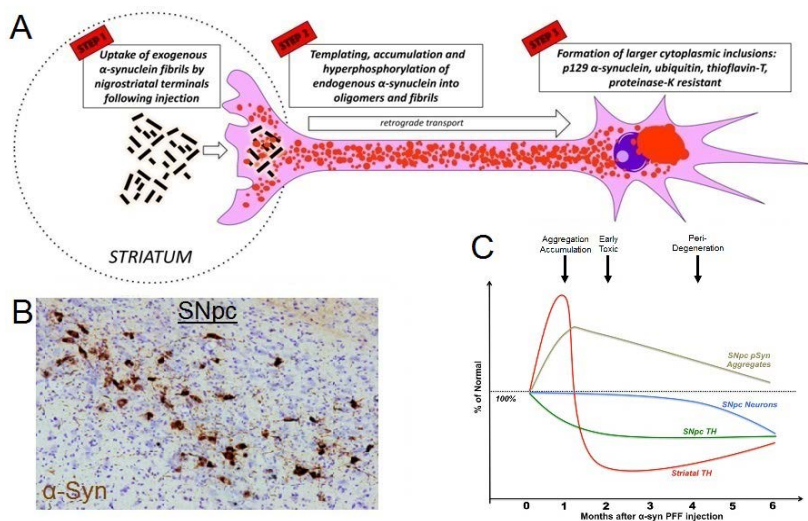 A
STEP 1
Uptake of exogenous
α-synuclein fibrils by
nigrostriatal terminals
following injection
STEP 2
Templating, accumulation and
hyperphosphorylation of
endogenous α-synuclein into
oligomers and fibrils
STEP 3
Formation of larger cytoplasmic inclusions:
p129 α-synuclein, ubiquitin, thioflavin-T,
proteinase-K resistant
retrograde transport
STRIATUM
B
SNpc
α-Syn
C
Aggregation
Accumulation
Early
Toxic
Peri-
Degeneration
% of Normal
100%
SNpc pSyn
Aggregates
SNpc Neurons
SNpc TH
Striatal TH
0 1 2 3 4 5 6
Months after α-syn PFF injection